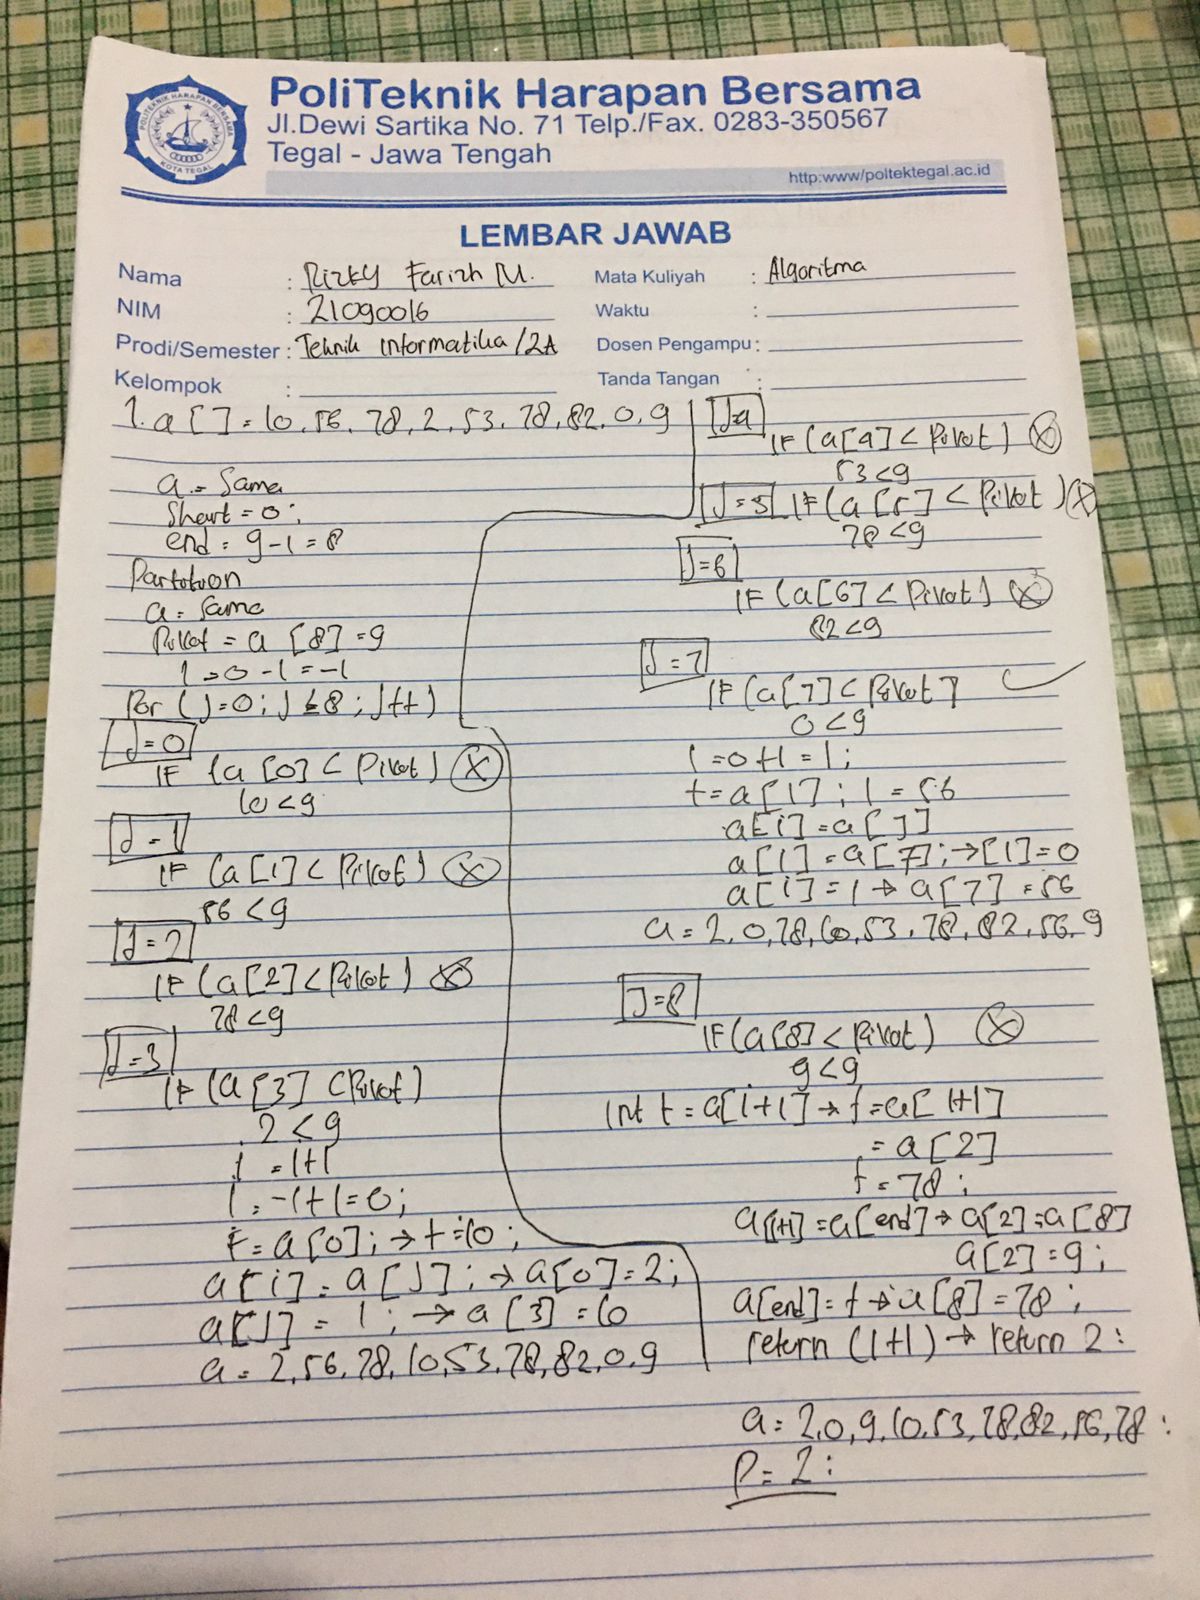 PoliTeknik Harapan Bersama
Jl.Dewi Sartika No. 71 Telp./Fax. 0283-350567
Tegal - Jawa Tengah
http:www/poltektegal.ac.id
POLITEKNIK HARAPAN BERSAMA
KOTA TEGAL
LEMBAR JAWAB
Nama : Rizky Farizh M.
NIM : 21090016
Prodi/Semester : Teknik Informatika /2A
Kelompok :
Mata Kuliyah : Algoritma
Waktu :
Dosen Pengampu :
Tanda Tangan :
1. a [ ] = 10, 56, 78, 2, 53, 78, 82, 0, 9
a = Sama
Start = 0 ;
end = 9-1 = 8
Partition
a = Sama
Pivot = a [8] = 9
I = 0 - 1 = -1
For (J=0 ; J ≤ 8 ; J++)
J=0
IF (a [0] < Pivot) X
10 < 9
J = 1
IF (a [1] < Pivot) X
56 < 9
J = 2
IF (a [2] < Pivot) X
78 < 9
J = 3
IF (a [3] < Pivot)
2 < 9
I = I+1
I = -1+1 = 0 ;
t = a [0] ; → t = 10 ;
a [i] = a [J] ; → a[0] = 2 ;
a[J] = 1 ; → a [3] = 10
a = 2, 56, 78, 10, 53, 78, 82, 0, 9
J=4
IF (a[4] < Pivot) X
53 < 9
J = 5 IF (a [5] < Pivot) X
78 < 9
J=6
IF (a[6] < Pivot) X
82 < 9
J = 7
IF (a[7] < Pivot] ✓
0 < 9
I = 0+1 = 1 ;
t = a [1] ; 1 = 56
a[i] = a [J]
a [1] = a [7] ; → [1] = 0
a [i] = 1 → a [7] = 56
a = 2, 0, 78, 10, 53, 78, 82, 56, 9
J=8
IF (a[8] < Pivot) X
9 < 9
Int t = a[1+1] → t = a[ 1+1]
= a [2]
t = 78 ;
a[1+1] = a[end] → a[2] = a[8]
a[2] = 9 ;
a[end] = t → a[8] = 78 ;
return (1+1) → return 2 ;
a = 2, 0, 9, 10, 53, 78, 82, 56, 78 ;
P = 2 ;